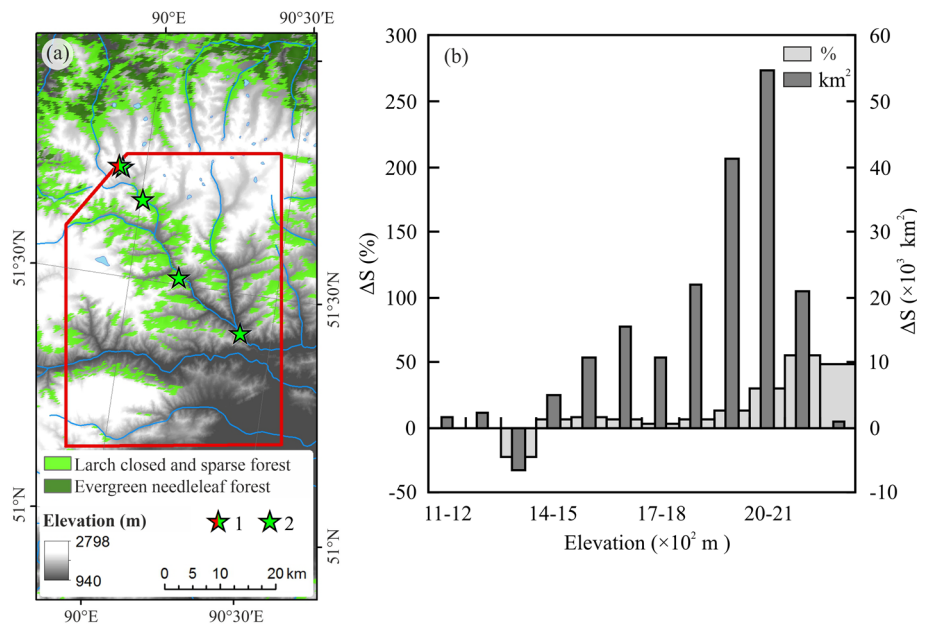 90°E
90°30'E
(a)
51°30'N
51°30'N
51°N
51°N
Larch closed and sparse forest
Evergreen needleleaf forest
Elevation (m)
2798
940
1
2
0 5 10 20 km
90°E
90°30'E
(b)
%
km²
300
250
200
150
100
50
0
-50
ΔS (%)
60
50
40
30
20
10
0
-10
ΔS (×10³ km²)
11-12
14-15
17-18
20-21
Elevation (×10² m )